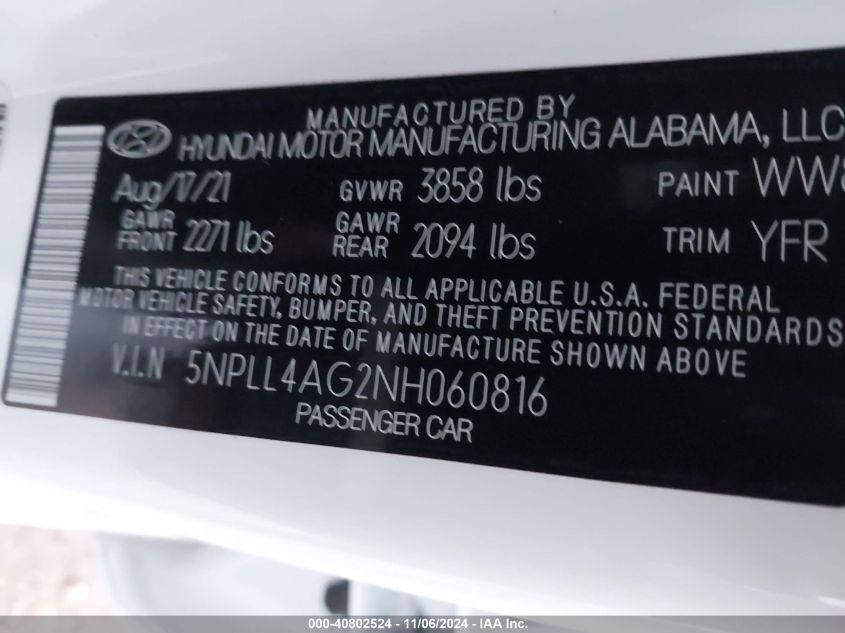 MANUFACTURED BY
HYUNDAI MOTOR MANUFACTURING ALABAMA, LLC
Aug/17/21 GVWR 3858 lbs PAINT WW8
GAWR FRONT 2271 lbs GAWR REAR 2094 lbs TRIM YFR
THIS VEHICLE CONFORMS TO ALL APPLICABLE U.S.A. FEDERAL
MOTOR VEHICLE SAFETY, BUMPER, AND THEFT PREVENTION STANDARDS
IN EFFECT ON THE DATE OF MANUFACTURE SHOWN ABOVE
V.I.N 5NPLL4AG2NH060816
PASSENGER CAR
000-40802524 - 11/06/2024 - IAA Inc.